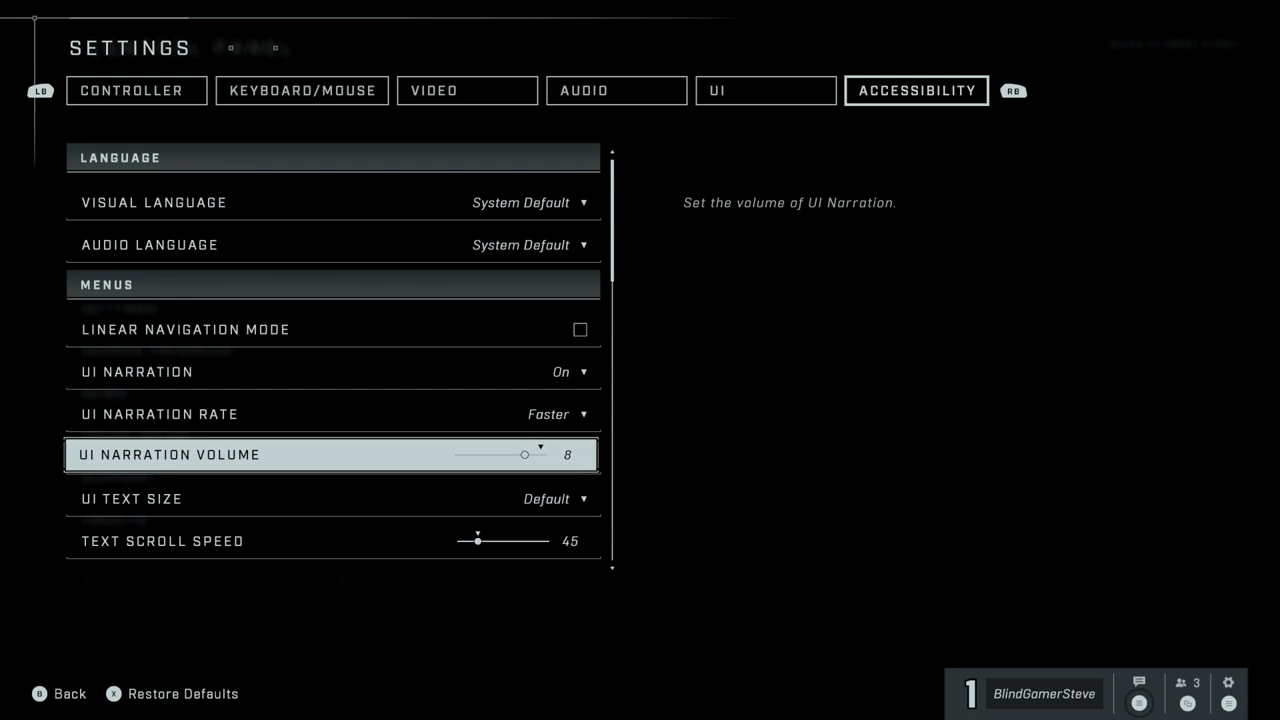 SETTINGS
LB
CONTROLLER
KEYBOARD/MOUSE
VIDEO
AUDIO
UI
ACCESSIBILITY
RB
LANGUAGE
VISUAL LANGUAGE System Default
AUDIO LANGUAGE System Default
MENUS
LINEAR NAVIGATION MODE
UI NARRATION On
UI NARRATION RATE Faster
UI NARRATION VOLUME 8
UI TEXT SIZE Default
TEXT SCROLL SPEED 45
Set the volume of UI Narration.
B Back
X Restore Defaults
1 BlindGamerSteve
3